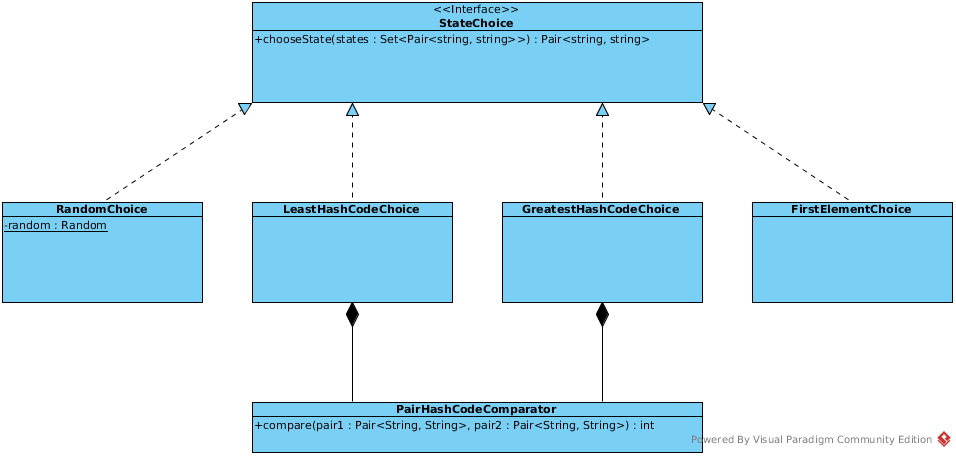 <<Interface>>
StateChoice
+chooseState(states : Set<Pair<string, string>>) : Pair<string, string>
RandomChoice
LeastHashCodeChoice
GreatestHashCodeChoice
FirstElementChoice
-random : Random
PairHashCodeComparator
+compare(pair1 : Pair<String, String>, pair2 : Pair<String, String>) : int
Powered By Visual Paradigm Community Edition